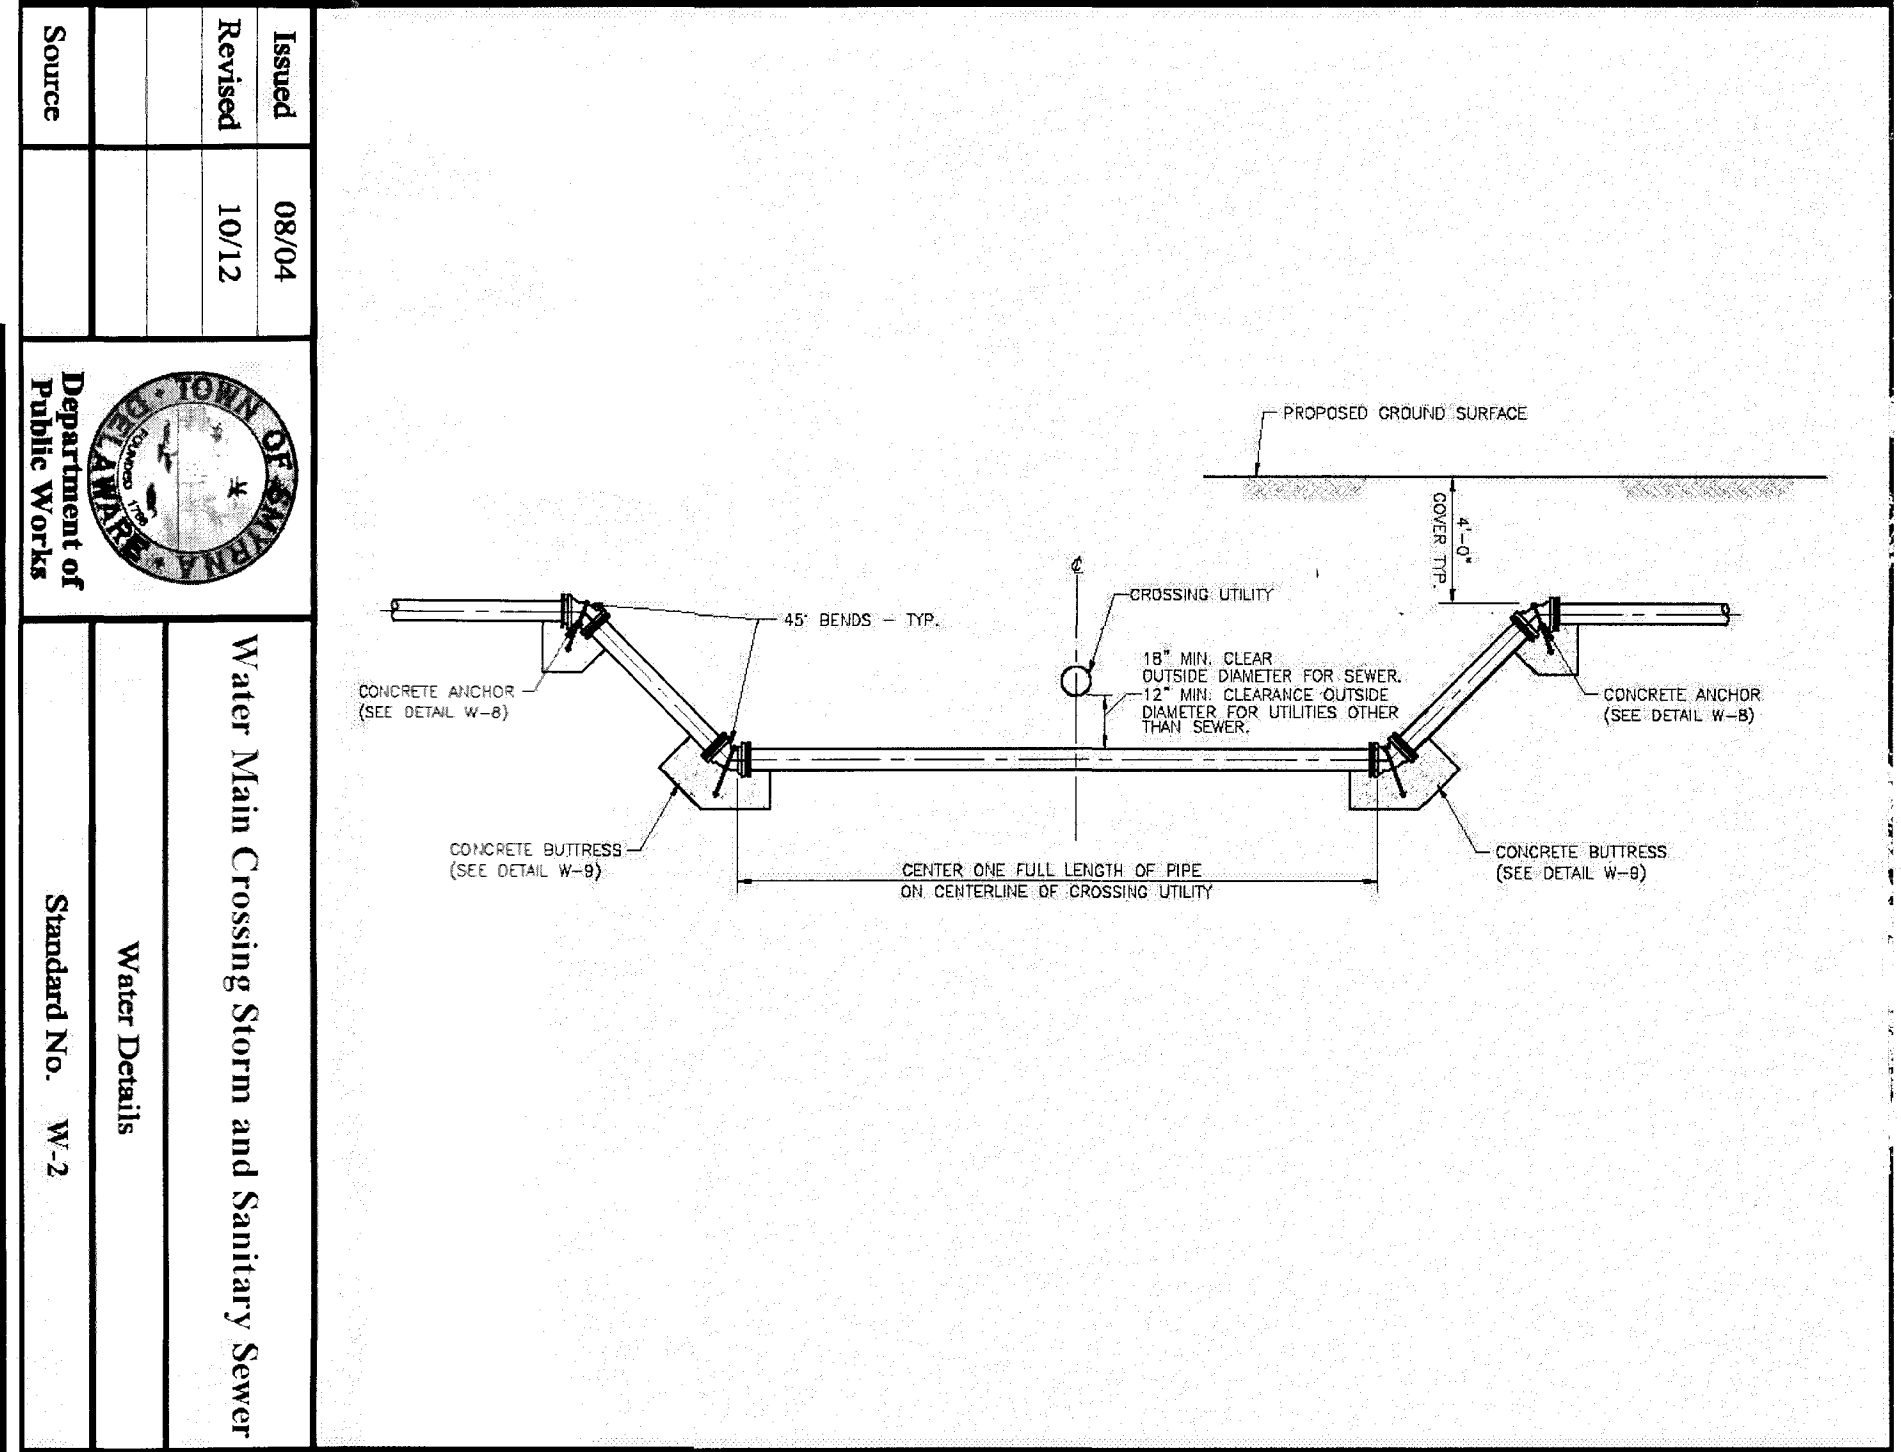 PROPOSED GROUND SURFACE
4'-0"
COVER TYP.
₵
CROSSING UTILITY
45° BENDS - TYP.
18" MIN. CLEAR
OUTSIDE DIAMETER FOR SEWER.
12" MIN. CLEARANCE OUTSIDE
DIAMETER FOR UTILITIES OTHER
THAN SEWER.
CONCRETE ANCHOR
(SEE DETAIL W-8)
CONCRETE ANCHOR
(SEE DETAIL W-8)
CONCRETE BUTTRESS
(SEE DETAIL W-9)
CONCRETE BUTTRESS
(SEE DETAIL W-9)
CENTER ONE FULL LENGTH OF PIPE
ON CENTERLINE OF CROSSING UTILITY
Issued 08/04
Revised 10/12
Source
TOWN OF SMYRNA
DELAWARE
FOUNDED 1768
Department of
Public Works
Water Main Crossing Storm and Sanitary Sewer
Water Details
Standard No. W-2